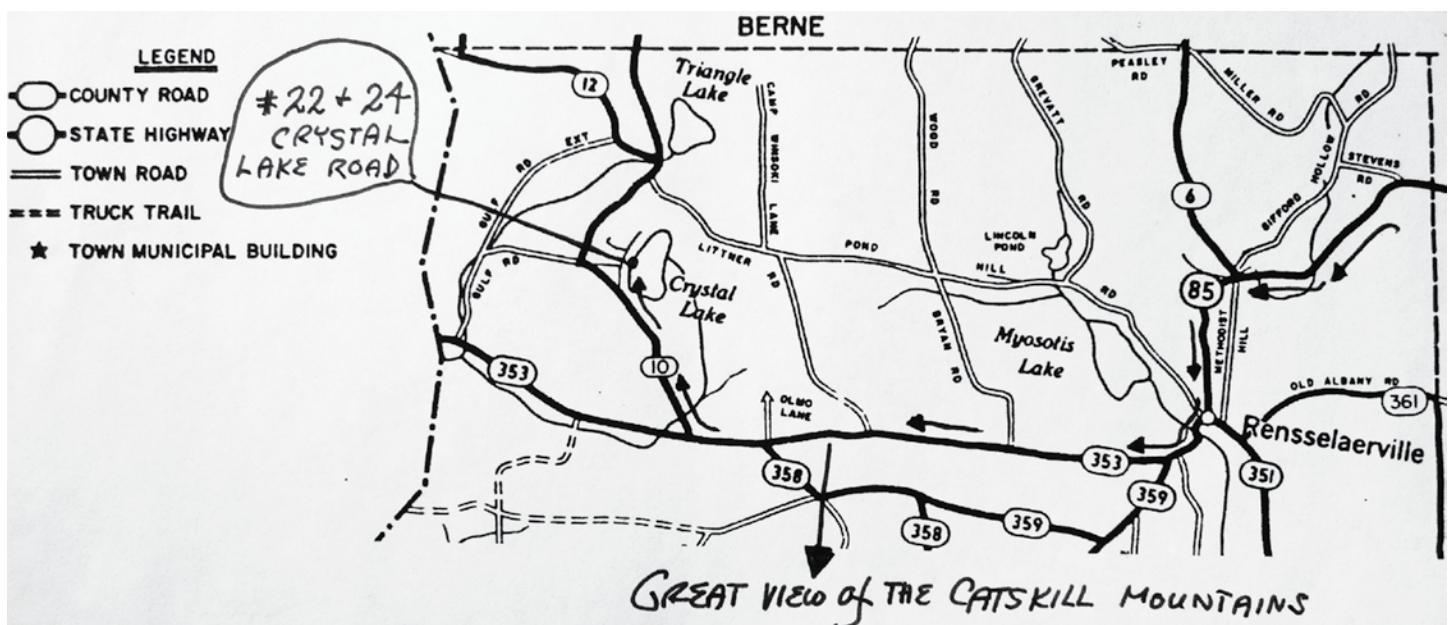 BERNE
LEGEND
COUNTY ROAD
STATE HIGHWAY
TOWN ROAD
TRUCK TRAIL
TOWN MUNICIPAL BUILDING
#22 + 24
CRYSTAL
LAKE ROAD
12
Triangle
Lake
GULF RD EXT
GULF RD
CAMP WINSOKI LANE
WOOD RD
BREVATT RD
PEASLEY
RD
MILLER RD
6
BIFFORD HOLLOW RD
STEVENS
RD
LITTNER RD
POND HILL RD
LINCOLN
POND
Crystal
Lake
85
METHODIST HILL
Myosotis
Lake
BRYAN RD
353
10
OLMO
LANE
OLD ALBANY RD
361
Rensselaerville
353
351
358
359
358
359
GREAT VIEW of THE CATSKILL MOUNTAINS